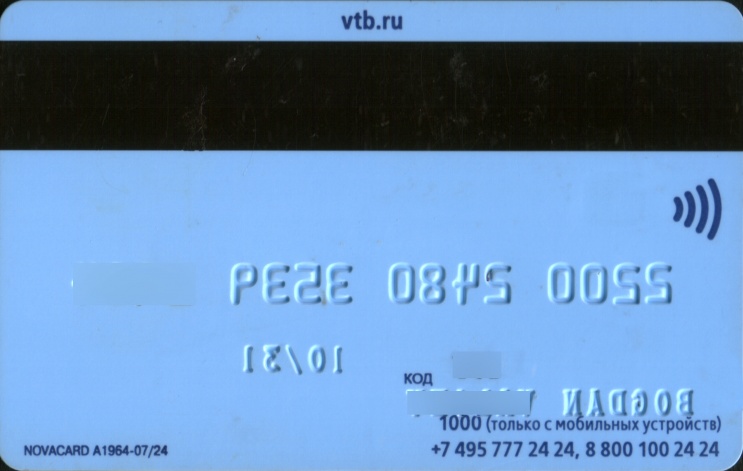 vtb.ru
2200 2480 3239
10/31
КОД
BOGDAN
1000 (только с мобильных устройств)
NOVACARD A1964-07/24
+7 495 777 24 24, 8 800 100 24 24